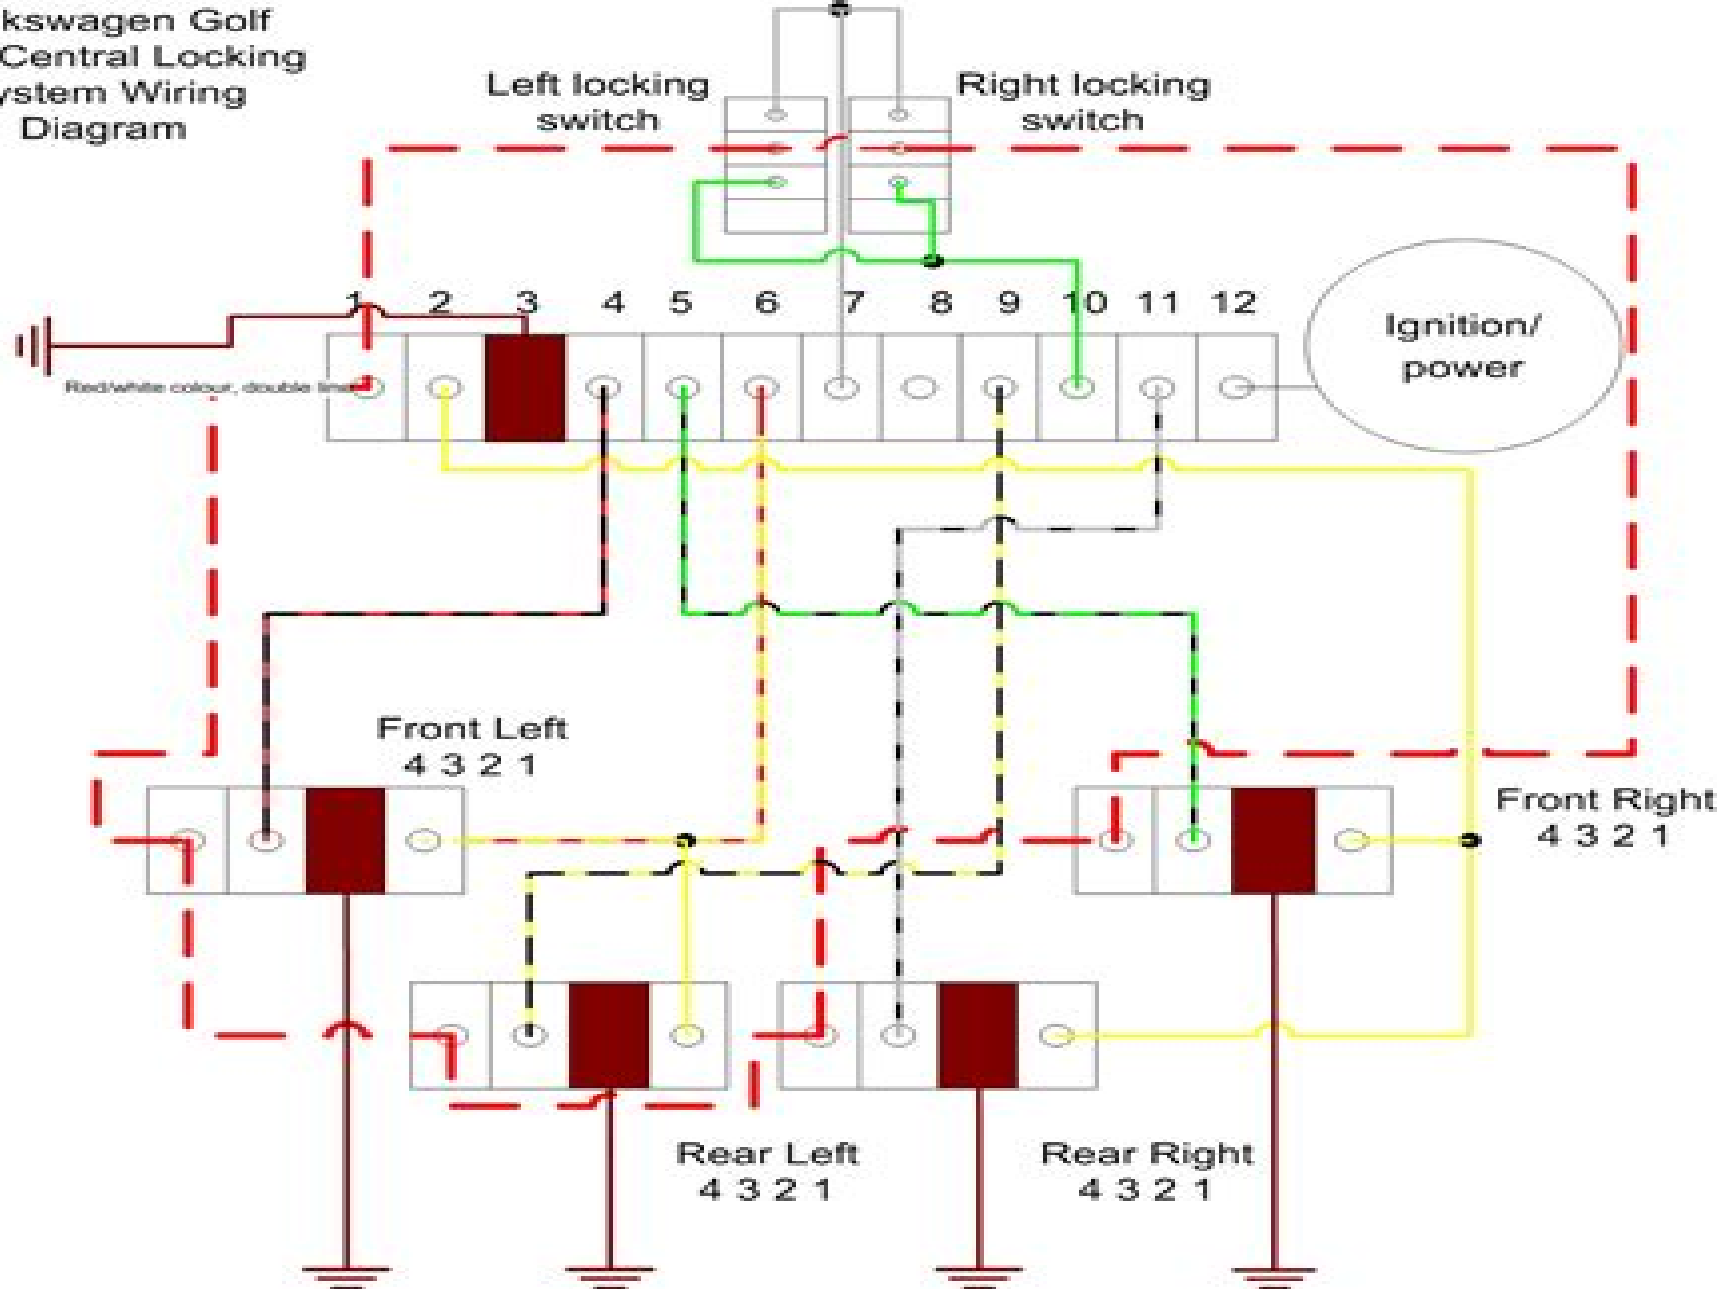 kswagen Golf
Central Locking
ystem Wiring
Diagram
Left locking
switch
Right locking
switch
1 2 3 4 5 6 7 8 9 10 11 12
Ignition/
power
Red/white colour, double line
Front Left
4 3 2 1
Front Right
4 3 2 1
Rear Left
4 3 2 1
Rear Right
4 3 2 1